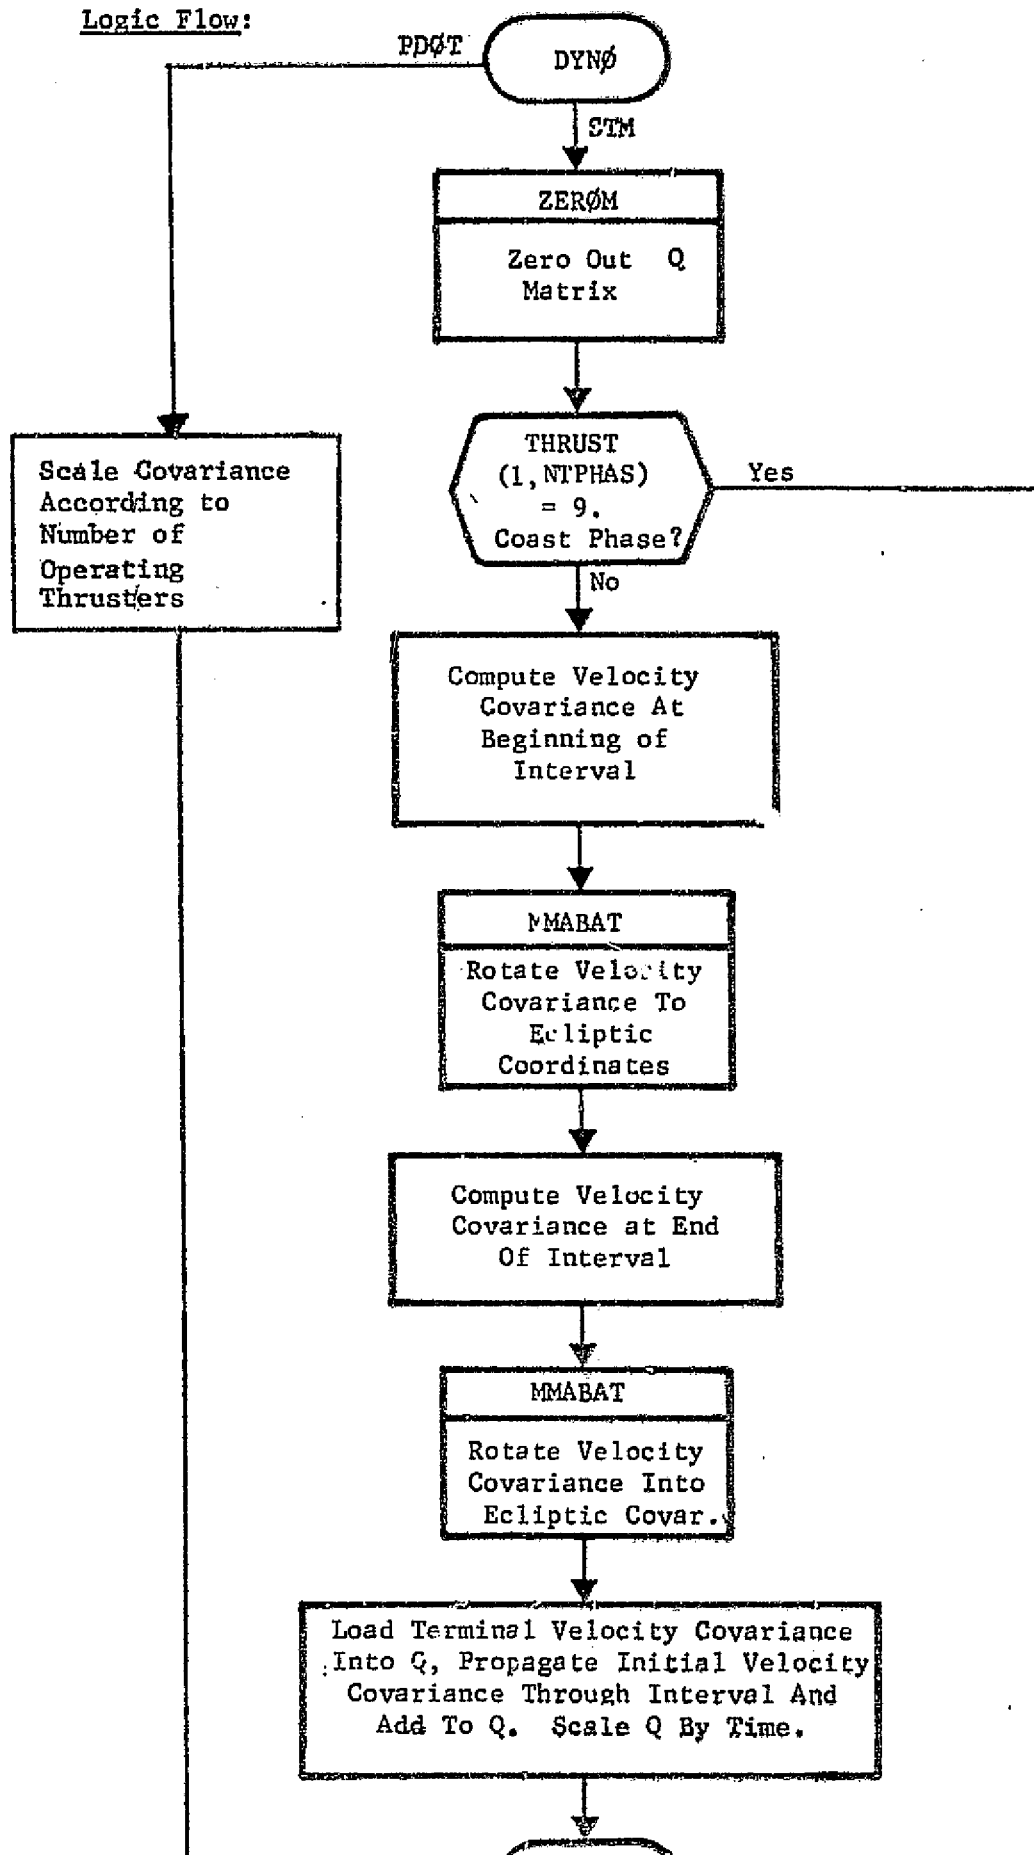 Logic Flow:
PDØT
DYNØ
STM
ZERØM
Zero Out Q
Matrix
THRUST
(1,NTPHAS)
= 9.
Coast Phase?
Yes
No
Scale Covariance
According to
Number of
Operating
Thrusters
Compute Velocity
Covariance At
Beginning of
Interval
MMABAT
Rotate Velocity
Covariance To
Ecliptic
Coordinates
Compute Velocity
Covariance at End
Of Interval
MMABAT
Rotate Velocity
Covariance Into
Ecliptic Covar.
Load Terminal Velocity Covariance
Into Q, Propagate Initial Velocity
Covariance Through Interval And
Add To Q. Scale Q By Time.